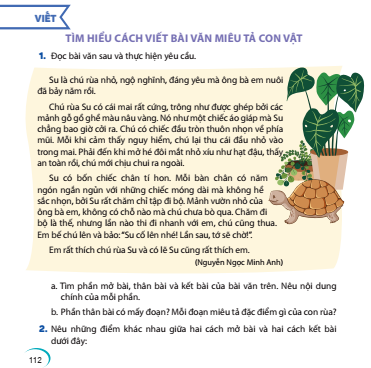 VIẾT
TÌM HIỂU CÁCH VIẾT BÀI VĂN MIÊU TẢ CON VẬT
1. Đọc bài văn sau và thực hiện yêu cầu.
Su là chú rùa nhỏ, ngộ nghĩnh, đáng yêu mà ông bà em nuôi
đã bảy năm rồi.
Chú rùa Su có cái mai rất cứng, trông như được ghép bởi các
mảnh gỗ gồ ghề màu nâu vàng. Nó như một chiếc áo giáp mà Su
chẳng bao giờ cởi ra. Chú có chiếc đầu tròn thuôn nhọn về phía
mũi. Mỗi khi cảm thấy nguy hiểm, chú lại thu cái đầu nhỏ vào
trong mai. Phải đến khi mở hé đôi mắt nhỏ xíu như hạt đậu, thấy
an toàn rồi, chú mới chịu chui ra ngoài.
Su có bốn chiếc chân tí hon. Mỗi bàn chân có năm
ngón ngắn ngủn với những chiếc móng dài mà không hề
sắc nhọn, bởi Su rất chăm chỉ tập đi bộ. Mảnh vườn nhỏ của
ông bà em, không có chỗ nào mà chú chưa bò qua. Chăm đi
bộ là thế, nhưng lần nào thi đi nhanh với em, chú cũng thua.
Em bế chú lên và bảo: "Su cố lên nhé! Lần sau, tớ sẽ chờ!".
Em rất thích chú rùa Su và có lẽ Su cũng rất thích em.
(Nguyễn Ngọc Minh Anh)
a. Tìm phần mở bài, thân bài và kết bài của bài văn trên. Nêu nội dung
chính của mỗi phần.
b. Phần thân bài có mấy đoạn? Mỗi đoạn miêu tả đặc điểm gì của con rùa?
2. Nêu những điểm khác nhau giữa hai cách mở bài và hai cách kết bài
dưới đây:
112